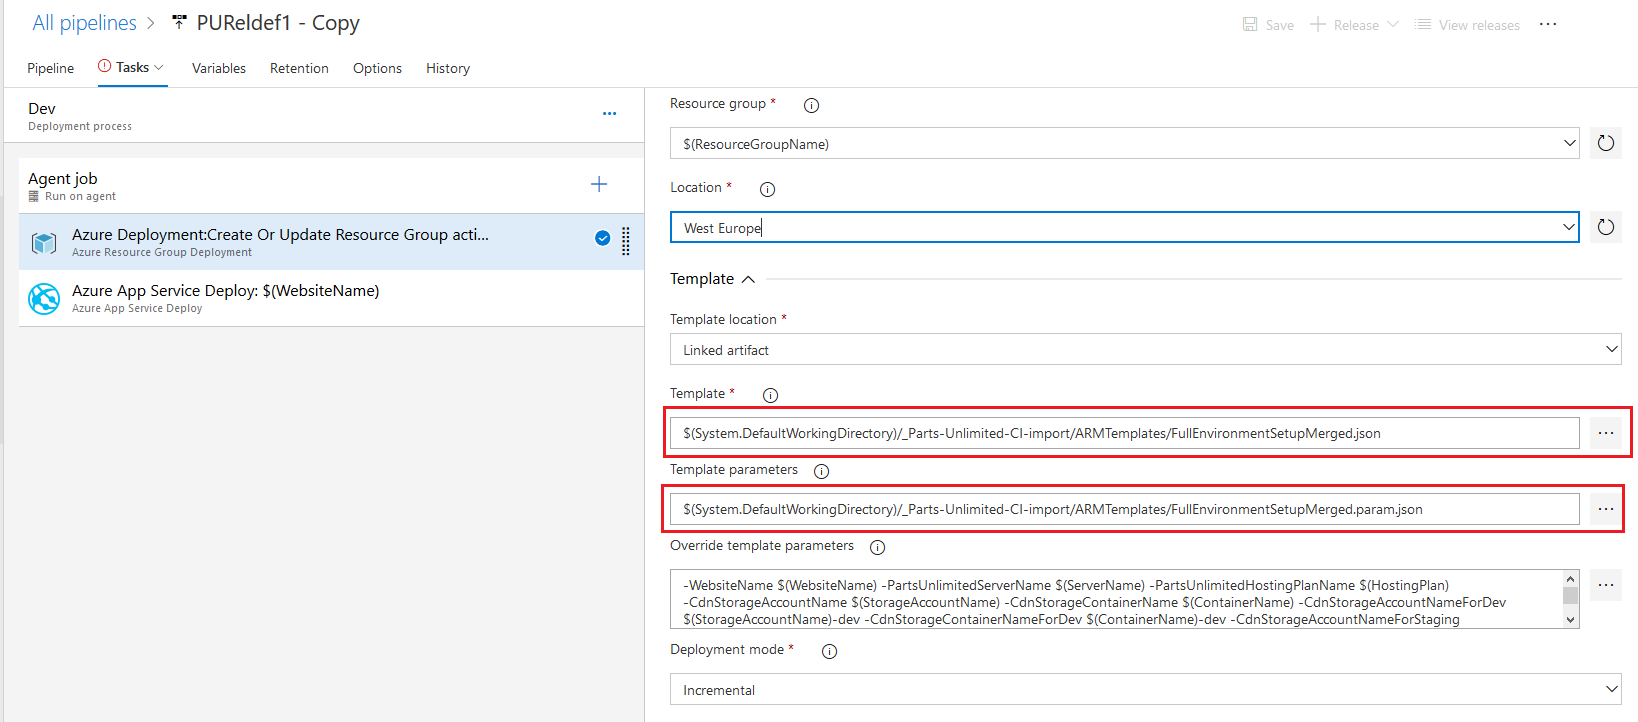 All pipelines > PUReldef1 - Copy
Save Release View releases ...
Pipeline Tasks Variables Retention Options History
Dev
Deployment process
...
Agent job
Run on agent
Azure Deployment:Create Or Update Resource Group acti...
Azure Resource Group Deployment
Azure App Service Deploy: $(WebsiteName)
Azure App Service Deploy
Resource group *
$(ResourceGroupName)
Location *
West Europe
Template
Template location *
Linked artifact
Template *
$(System.DefaultWorkingDirectory)/_Parts-Unlimited-CI-import/ARMTemplates/FullEnvironmentSetupMerged.json
...
Template parameters
$(System.DefaultWorkingDirectory)/_Parts-Unlimited-CI-import/ARMTemplates/FullEnvironmentSetupMerged.param.json
...
Override template parameters
-WebsiteName $(WebsiteName) -PartsUnlimitedServerName $(ServerName) -PartsUnlimitedHostingPlanName $(HostingPlan)
-CdnStorageAccountName $(StorageAccountName) -CdnStorageContainerName $(ContainerName) -CdnStorageAccountNameForDev
$(StorageAccountName)-dev -CdnStorageContainerNameForDev $(ContainerName)-dev -CdnStorageAccountNameForStaging
...
Deployment mode *
Incremental